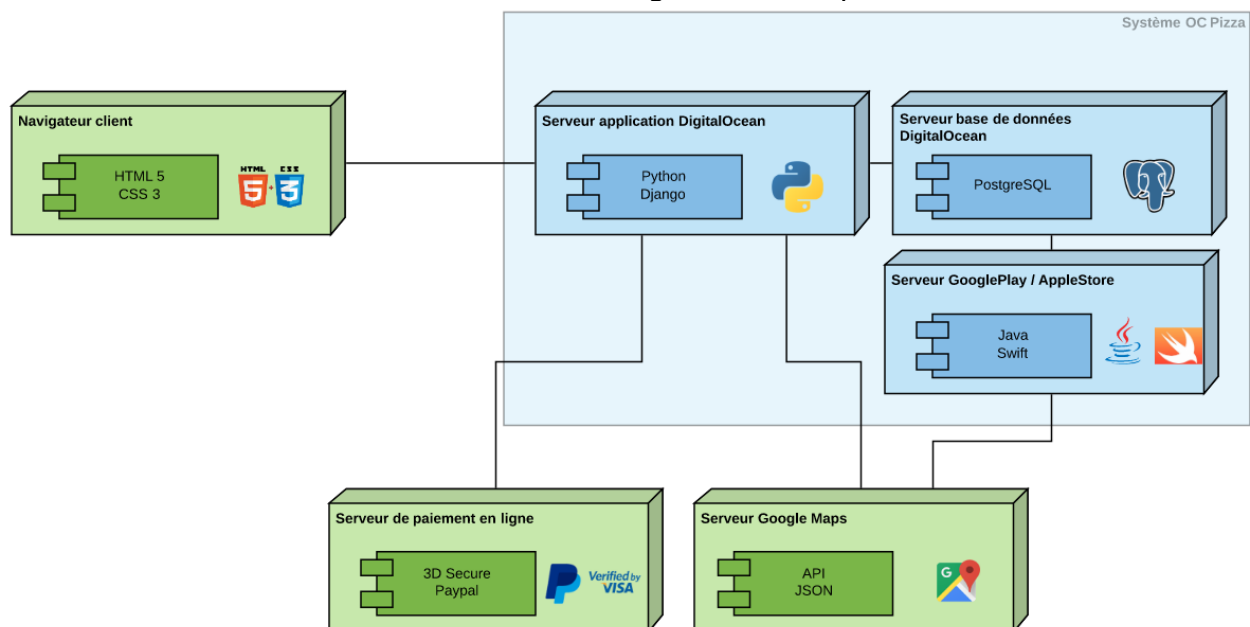 Système OC Pizza
Navigateur client
HTML 5
CSS 3
HTML
CSS
5
+
3
Serveur application DigitalOcean
Python
Django
Serveur base de données
DigitalOcean
PostgreSQL
Serveur GooglePlay / AppleStore
Java
Swift
Serveur de paiement en ligne
3D Secure
Paypal
Verified by
VISA
Serveur Google Maps
API
JSON
G